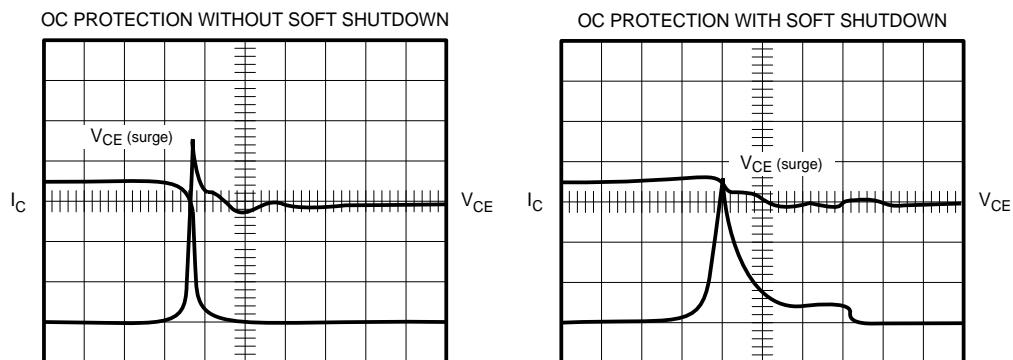 OC PROTECTION WITHOUT SOFT SHUTDOWN
VCE (surge)
IC
VCE
OC PROTECTION WITH SOFT SHUTDOWN
VCE (surge)
IC
VCE